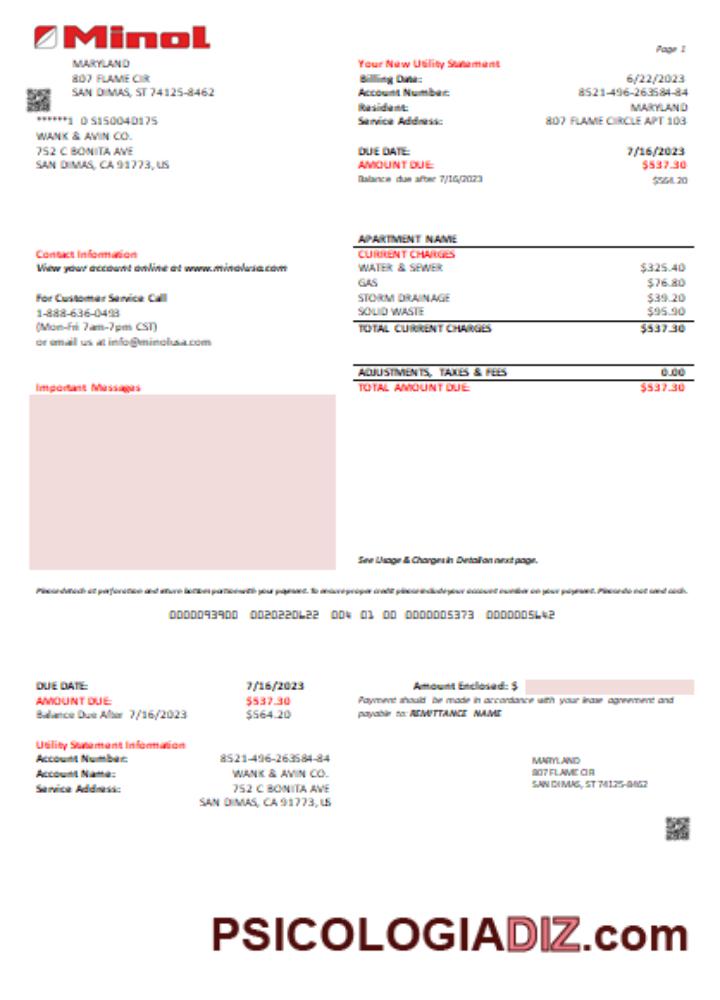 Minol
Page 1
MARYLAND
807 FLAME CIR
SAN DIMAS, ST 74125-8462
******1 0 S15004D175
WANK & AVIN CO.
752 C BONITA AVE
SAN DIMAS, CA 91773, US
Your New Utility Statement
Billing Date: 6/22/2023
Account Number: 8521-496-263584-84
Resident: MARYLAND
Service Address: 807 FLAME CIRCLE APT 103
DUE DATE: 7/16/2023
AMOUNT DUE: $537.30
Balance due after 7/16/2023 $564.20
Contact Information
View your account online at www.minolusa.com
For Customer Service Call
1-888-636-0493
(Mon-Fri 7am-7pm CST)
or email us at info@minolusa.com
Important Messages
APARTMENT NAME
CURRENT CHARGES
WATER & SEWER $325.40
GAS $76.80
STORM DRAINAGE $39.20
SOLID WASTE $95.90
TOTAL CURRENT CHARGES $537.30
ADJUSTMENTS, TAXES & FEES 0.00
TOTAL AMOUNT DUE: $537.30
See Usage & Charges in Detail on next page.
Please detach at perforation and return bottom portion with your payment. To ensure proper credit please include your account number on your payment. Please do not send cash.
0000093900 0020220622 004 01 00 0000005373 0000005642
DUE DATE: 7/16/2023
AMOUNT DUE: $537.30
Balance Due After 7/16/2023 $564.20
Utility Statement Information
Account Number: 8521-496-263584-84
Account Name: WANK & AVIN CO.
Service Address: 752 C BONITA AVE
SAN DIMAS, CA 91773, US
Amount Enclosed: $
Payment should be made in accordance with your lease agreement and
payable to: REMITTANCE NAME
MARYLAND
807 FLAME CIR
SAN DIMAS, ST 74125-8462
PSICOLOGIADIZ.com